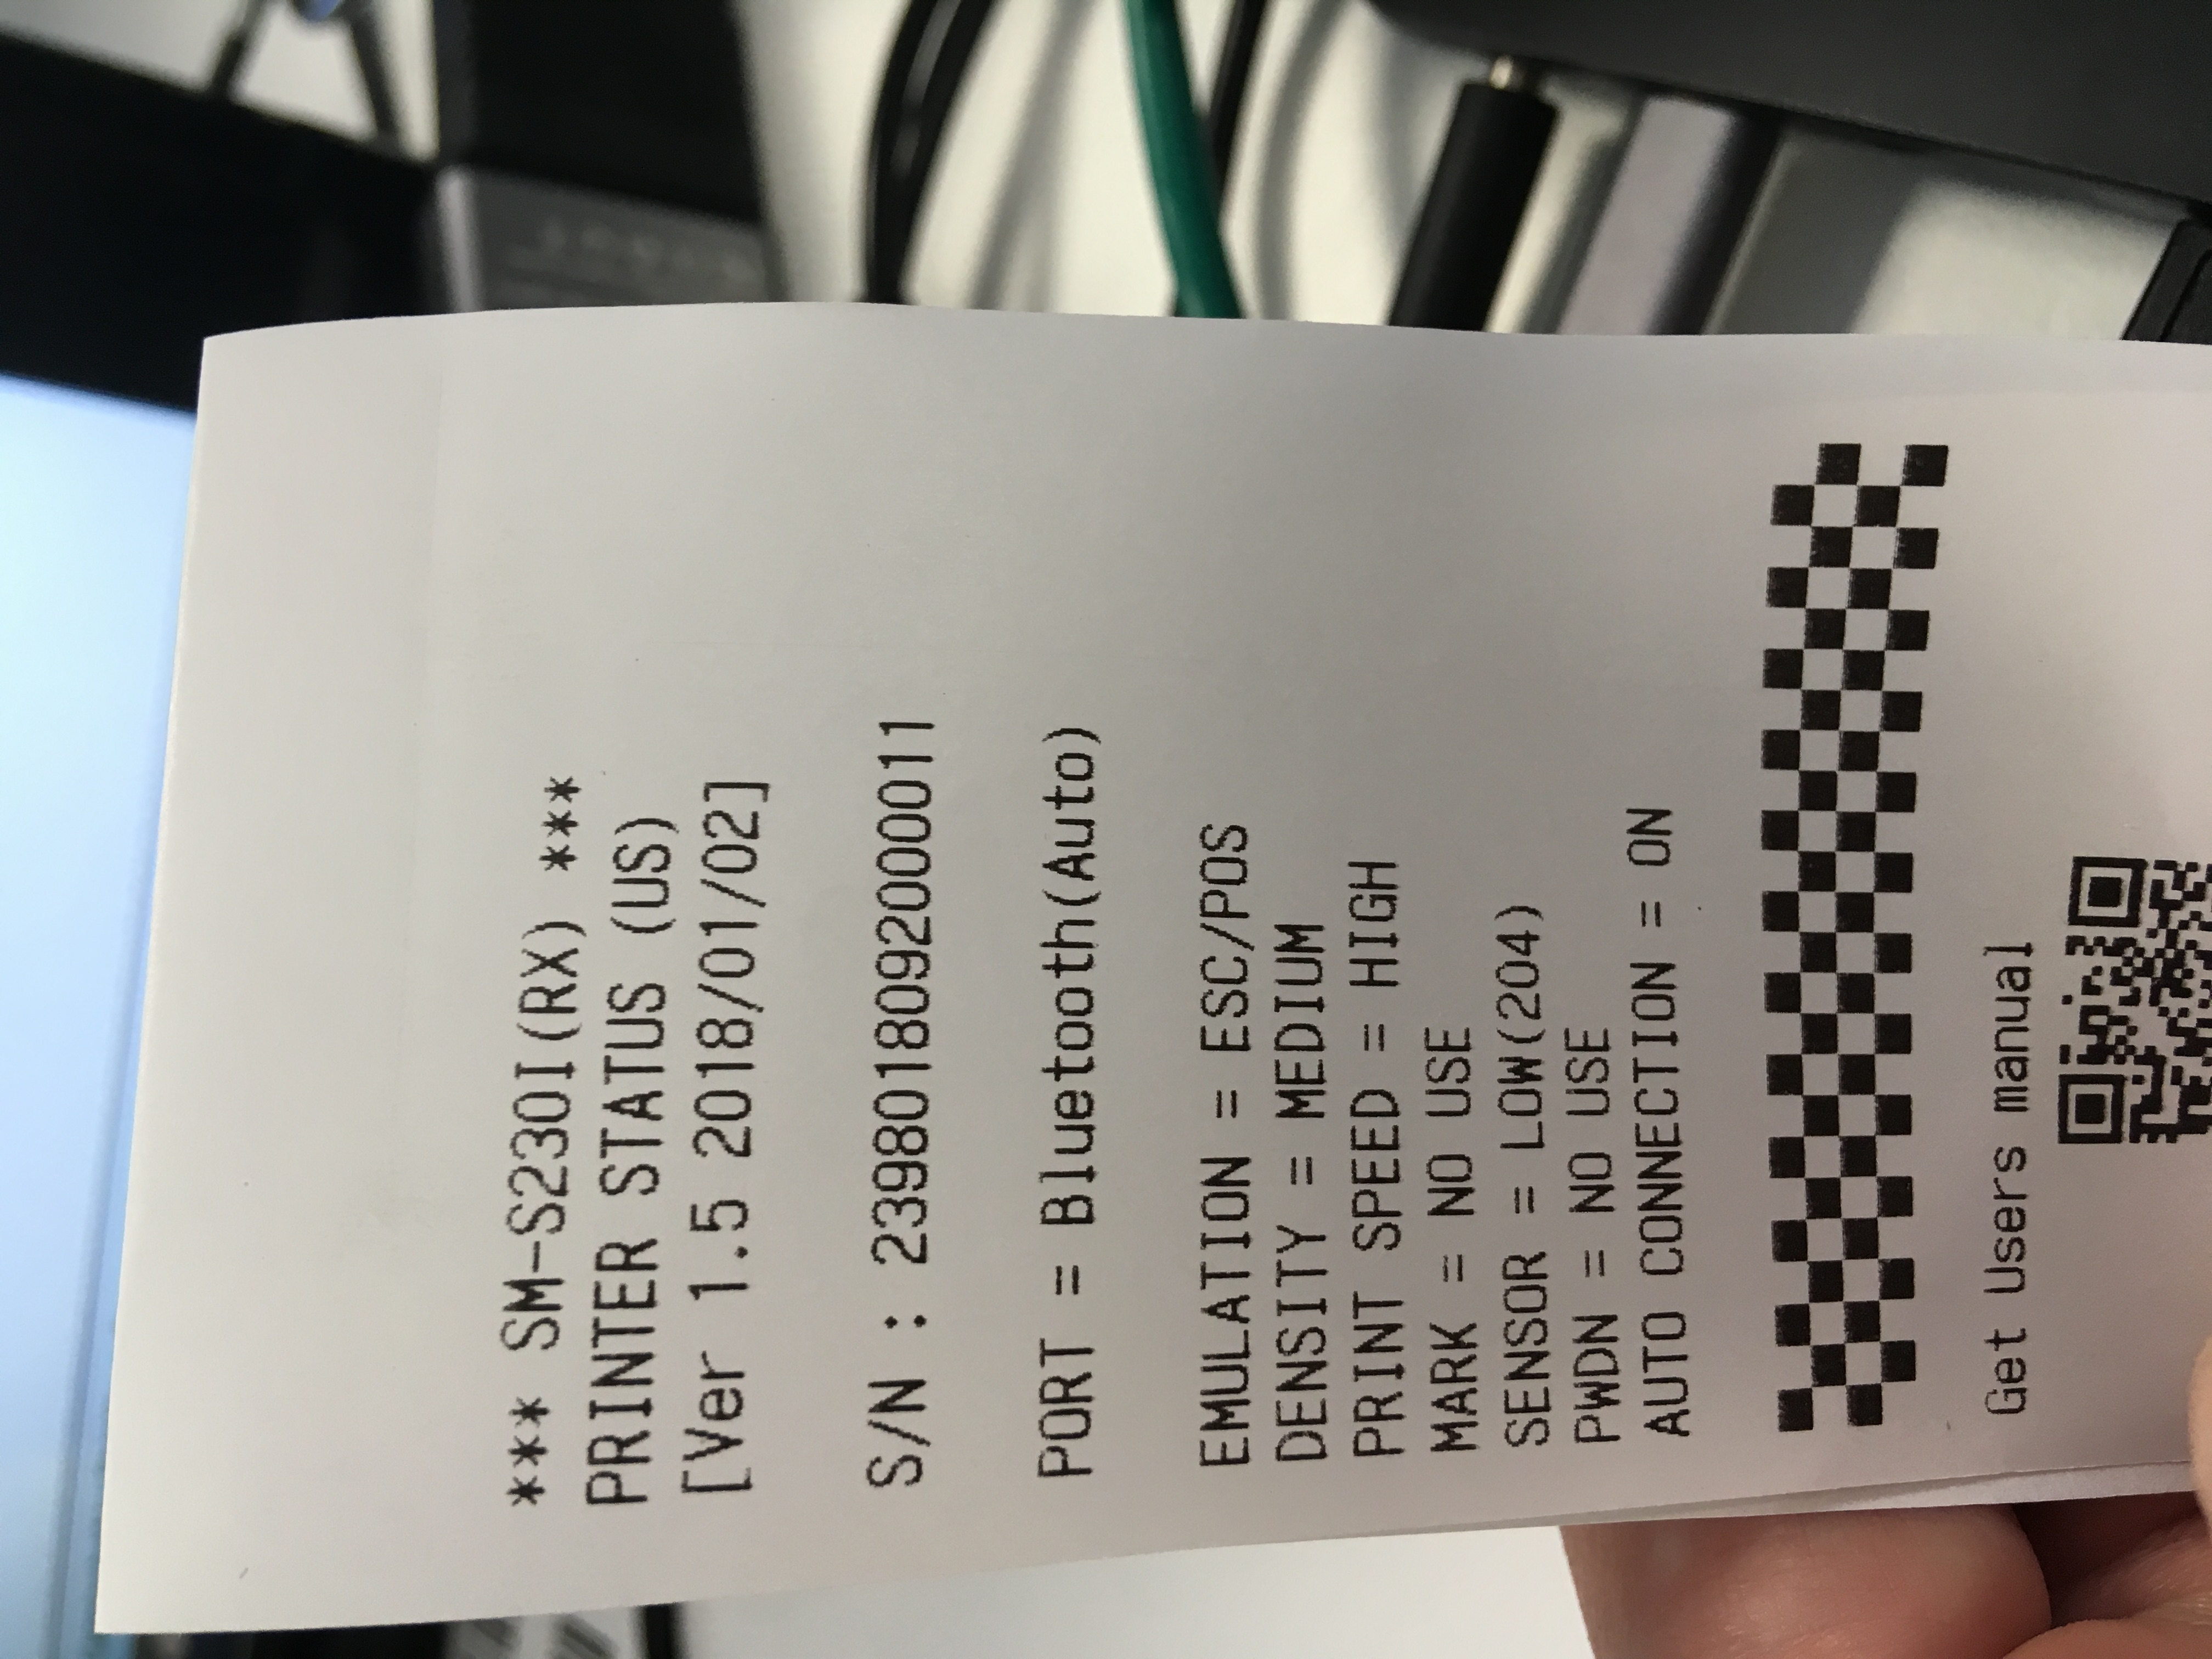 *** SM-S230I(RX) ***
PRINTER STATUS (US)
[Ver 1.5 2018/01/02]
S/N : 2398018092000011
PORT = Bluetooth(Auto)
EMULATION = ESC/POS
DENSITY = MEDIUM
PRINT SPEED = HIGH
MARK = NO USE
SENSOR = LOW(204)
PWDN = NO USE
AUTO CONNECTION = ON
Get Users manual